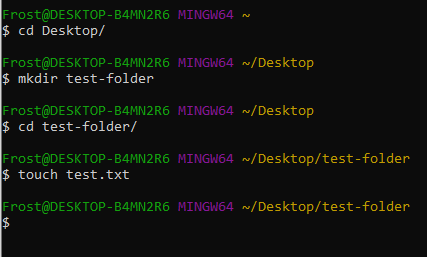 Frost@DESKTOP-B4MN2R6 MINGW64 ~
$ cd Desktop/
Frost@DESKTOP-B4MN2R6 MINGW64 ~/Desktop
$ mkdir test-folder
Frost@DESKTOP-B4MN2R6 MINGW64 ~/Desktop
$ cd test-folder/
Frost@DESKTOP-B4MN2R6 MINGW64 ~/Desktop/test-folder
$ touch test.txt
Frost@DESKTOP-B4MN2R6 MINGW64 ~/Desktop/test-folder
$